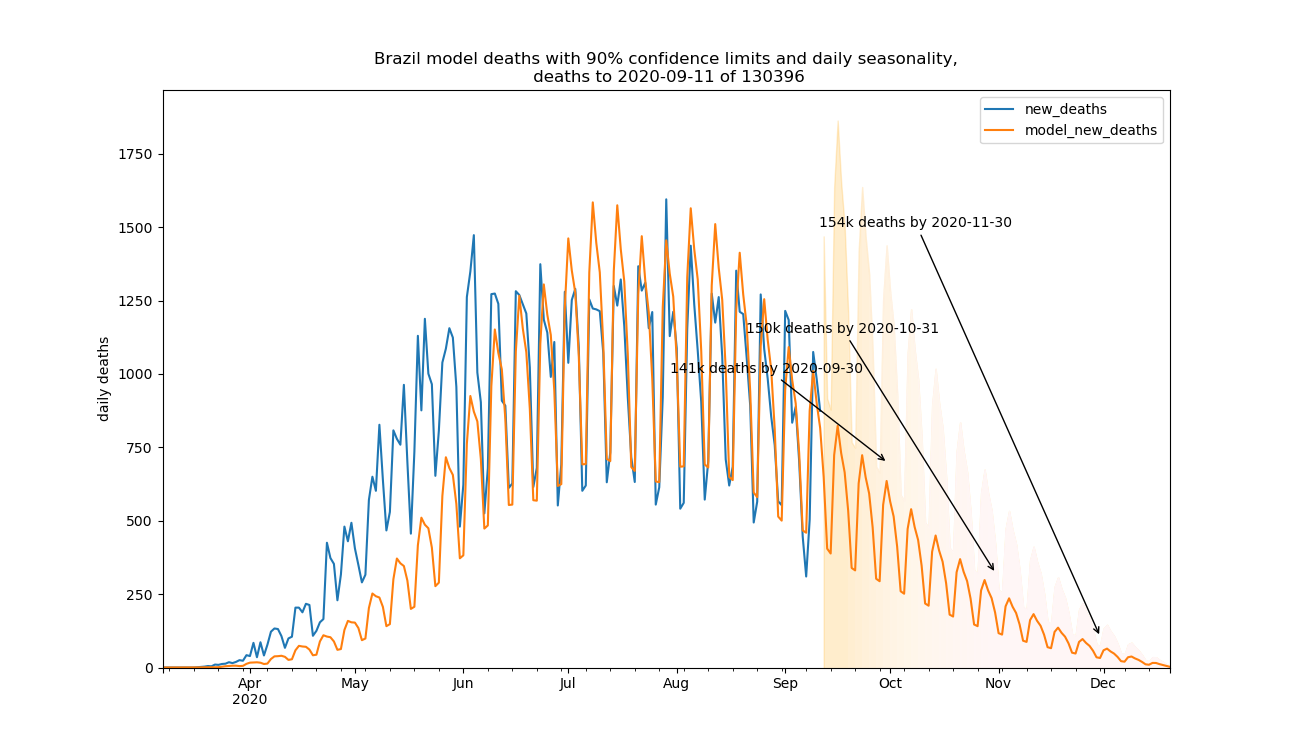 Brazil model deaths with 90% confidence limits and daily seasonality,
deaths to 2020-09-11 of 130396
new_deaths
model_new_deaths
daily deaths
1750
1500
1250
1000
750
500
250
0
154k deaths by 2020-11-30
150k deaths by 2020-10-31
141k deaths by 2020-09-30
Apr
2020
May
Jun
Jul
Aug
Sep
Oct
Nov
Dec